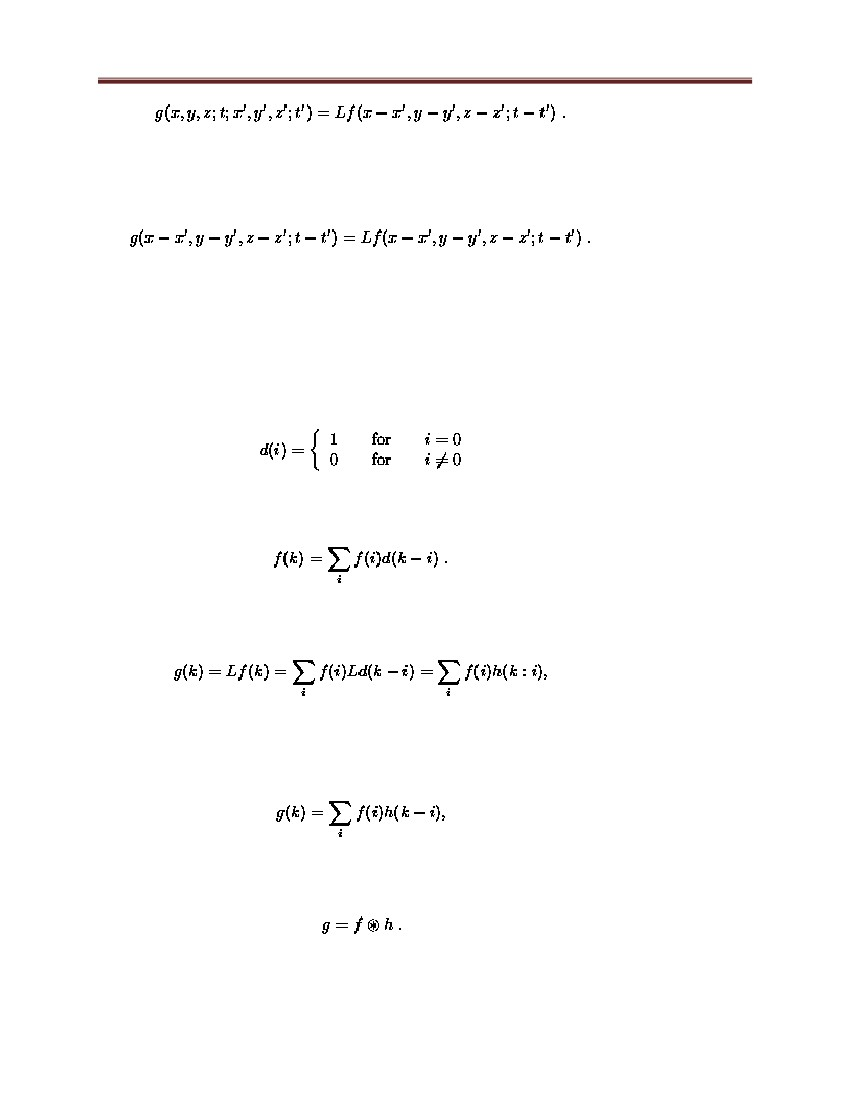 g(x, y, z; t; x′, y′, z′; t′) = Lf(x − x′, y − y′, z − z′; t − t′) .
g(x − x′, y − y′, z − z′; t − t′) = Lf(x − x′, y − y′, z − z′; t − t′) .
d(i) = { 1 for i = 0
0 for i ≠ 0
f(k) = ∑_i f(i)d(k − i) .
g(k) = Lf(k) = ∑_i f(i)Ld(k − i) = ∑_i f(i)h(k : i),
g(k) = ∑_i f(i)h(k − i),
g = f ⊛ h .